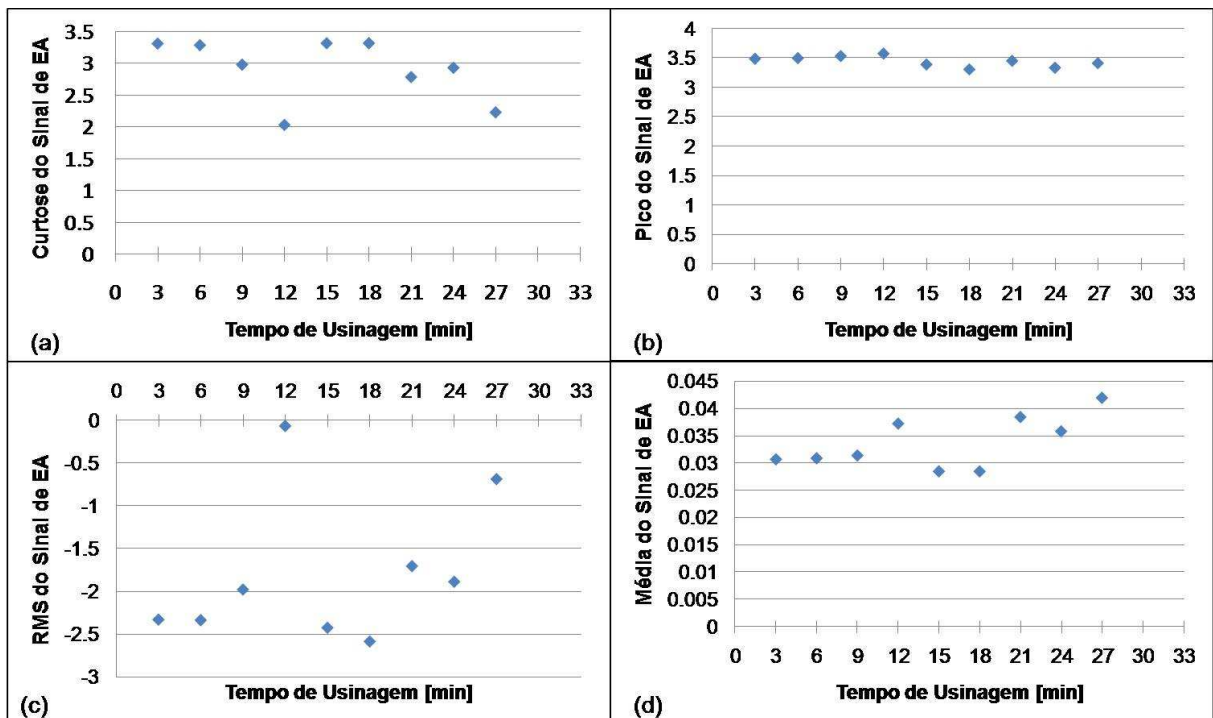 Curtose do Sinal de EA
3.5
3
2.5
2
1.5
1
0.5
0
0 3 6 9 12 15 18 21 24 27 30 33
Tempo de Usinagem [min]
(a)
Pico do Sinal de EA
4
3.5
3
2.5
2
1.5
1
0.5
0
0 3 6 9 12 15 18 21 24 27 30 33
Tempo de Usinagem [min]
(b)
0 3 6 9 12 15 18 21 24 27 30 33
RMS do Sinal de EA
0
-0.5
-1
-1.5
-2
-2.5
-3
Tempo de Usinagem [min]
(c)
Média do Sinal de EA
0.045
0.04
0.035
0.03
0.025
0.02
0.015
0.01
0.005
0
0 3 6 9 12 15 18 21 24 27 30 33
Tempo de Usinagem [min]
(d)